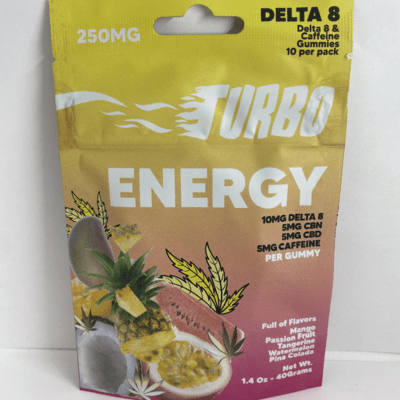 250MG
DELTA 8
Delta 8 &
Caffeine
Gummies
10 per pack
TURBO
ENERGY
10MG DELTA 8
5MG CBN
5MG CBD
5MG CAFFEINE
PER GUMMY
Full of Flavors
Mango
Passion Fruit
Tangerine
Watermelon
Pina Colada
Net Wt.
1.4 Oz - 40Grams